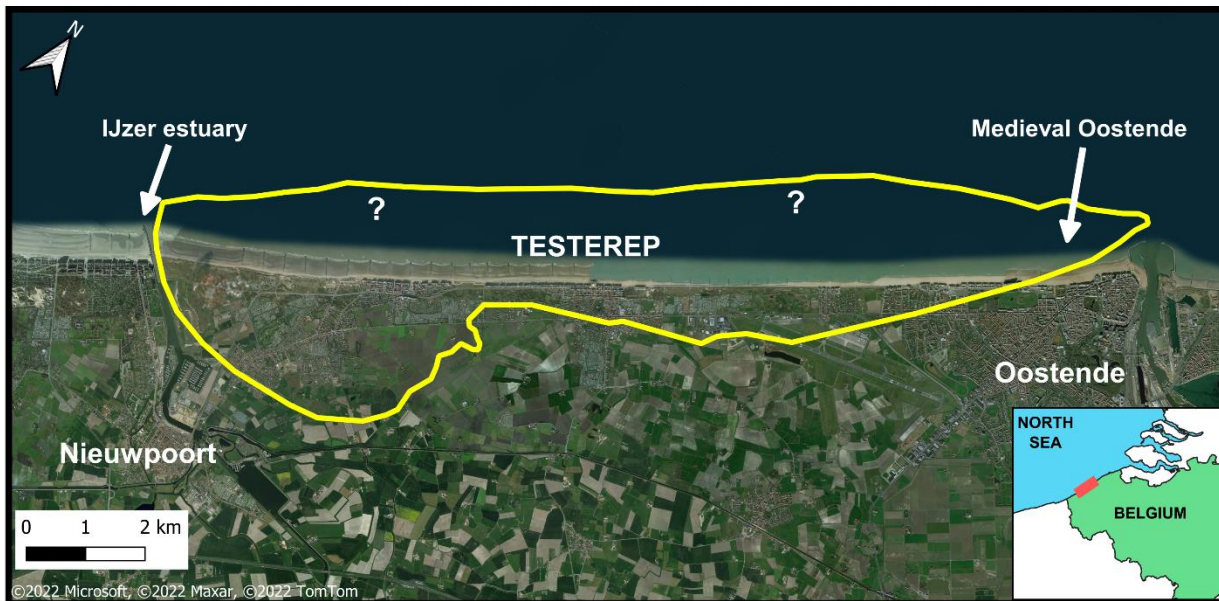 N
IJzer estuary
Medieval Oostende
?
?
TESTEREP
Oostende
Nieuwpoort
NORTH
SEA
BELGIUM
0 1 2 km
©2022 Microsoft, ©2022 Maxar, ©2022 TomTom